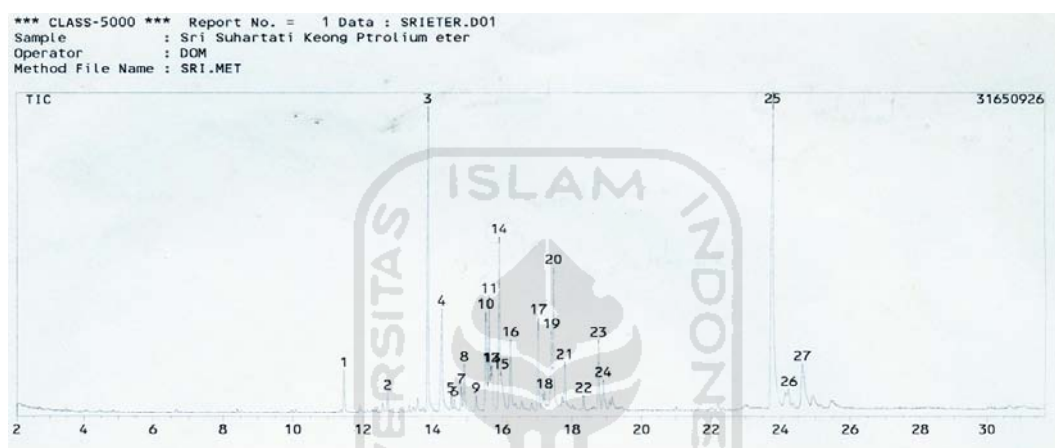 *** CLASS-5000 *** Report No. = 1 Data : SRIETER.D01
Sample : Sri Suhartati Keong Ptrolium eter
Operator : DOM
Method File Name : SRI.MET
TIC 3 25 31650926
14
20
11
4 10 17
19
16 23
1 8 12 13 15 21 27
2 5 6 7 9 18 22 24 26
2 4 6 8 10 12 14 16 18 20 22 24 26 28 30
ISLAM
UNIVERSITAS
INDONE